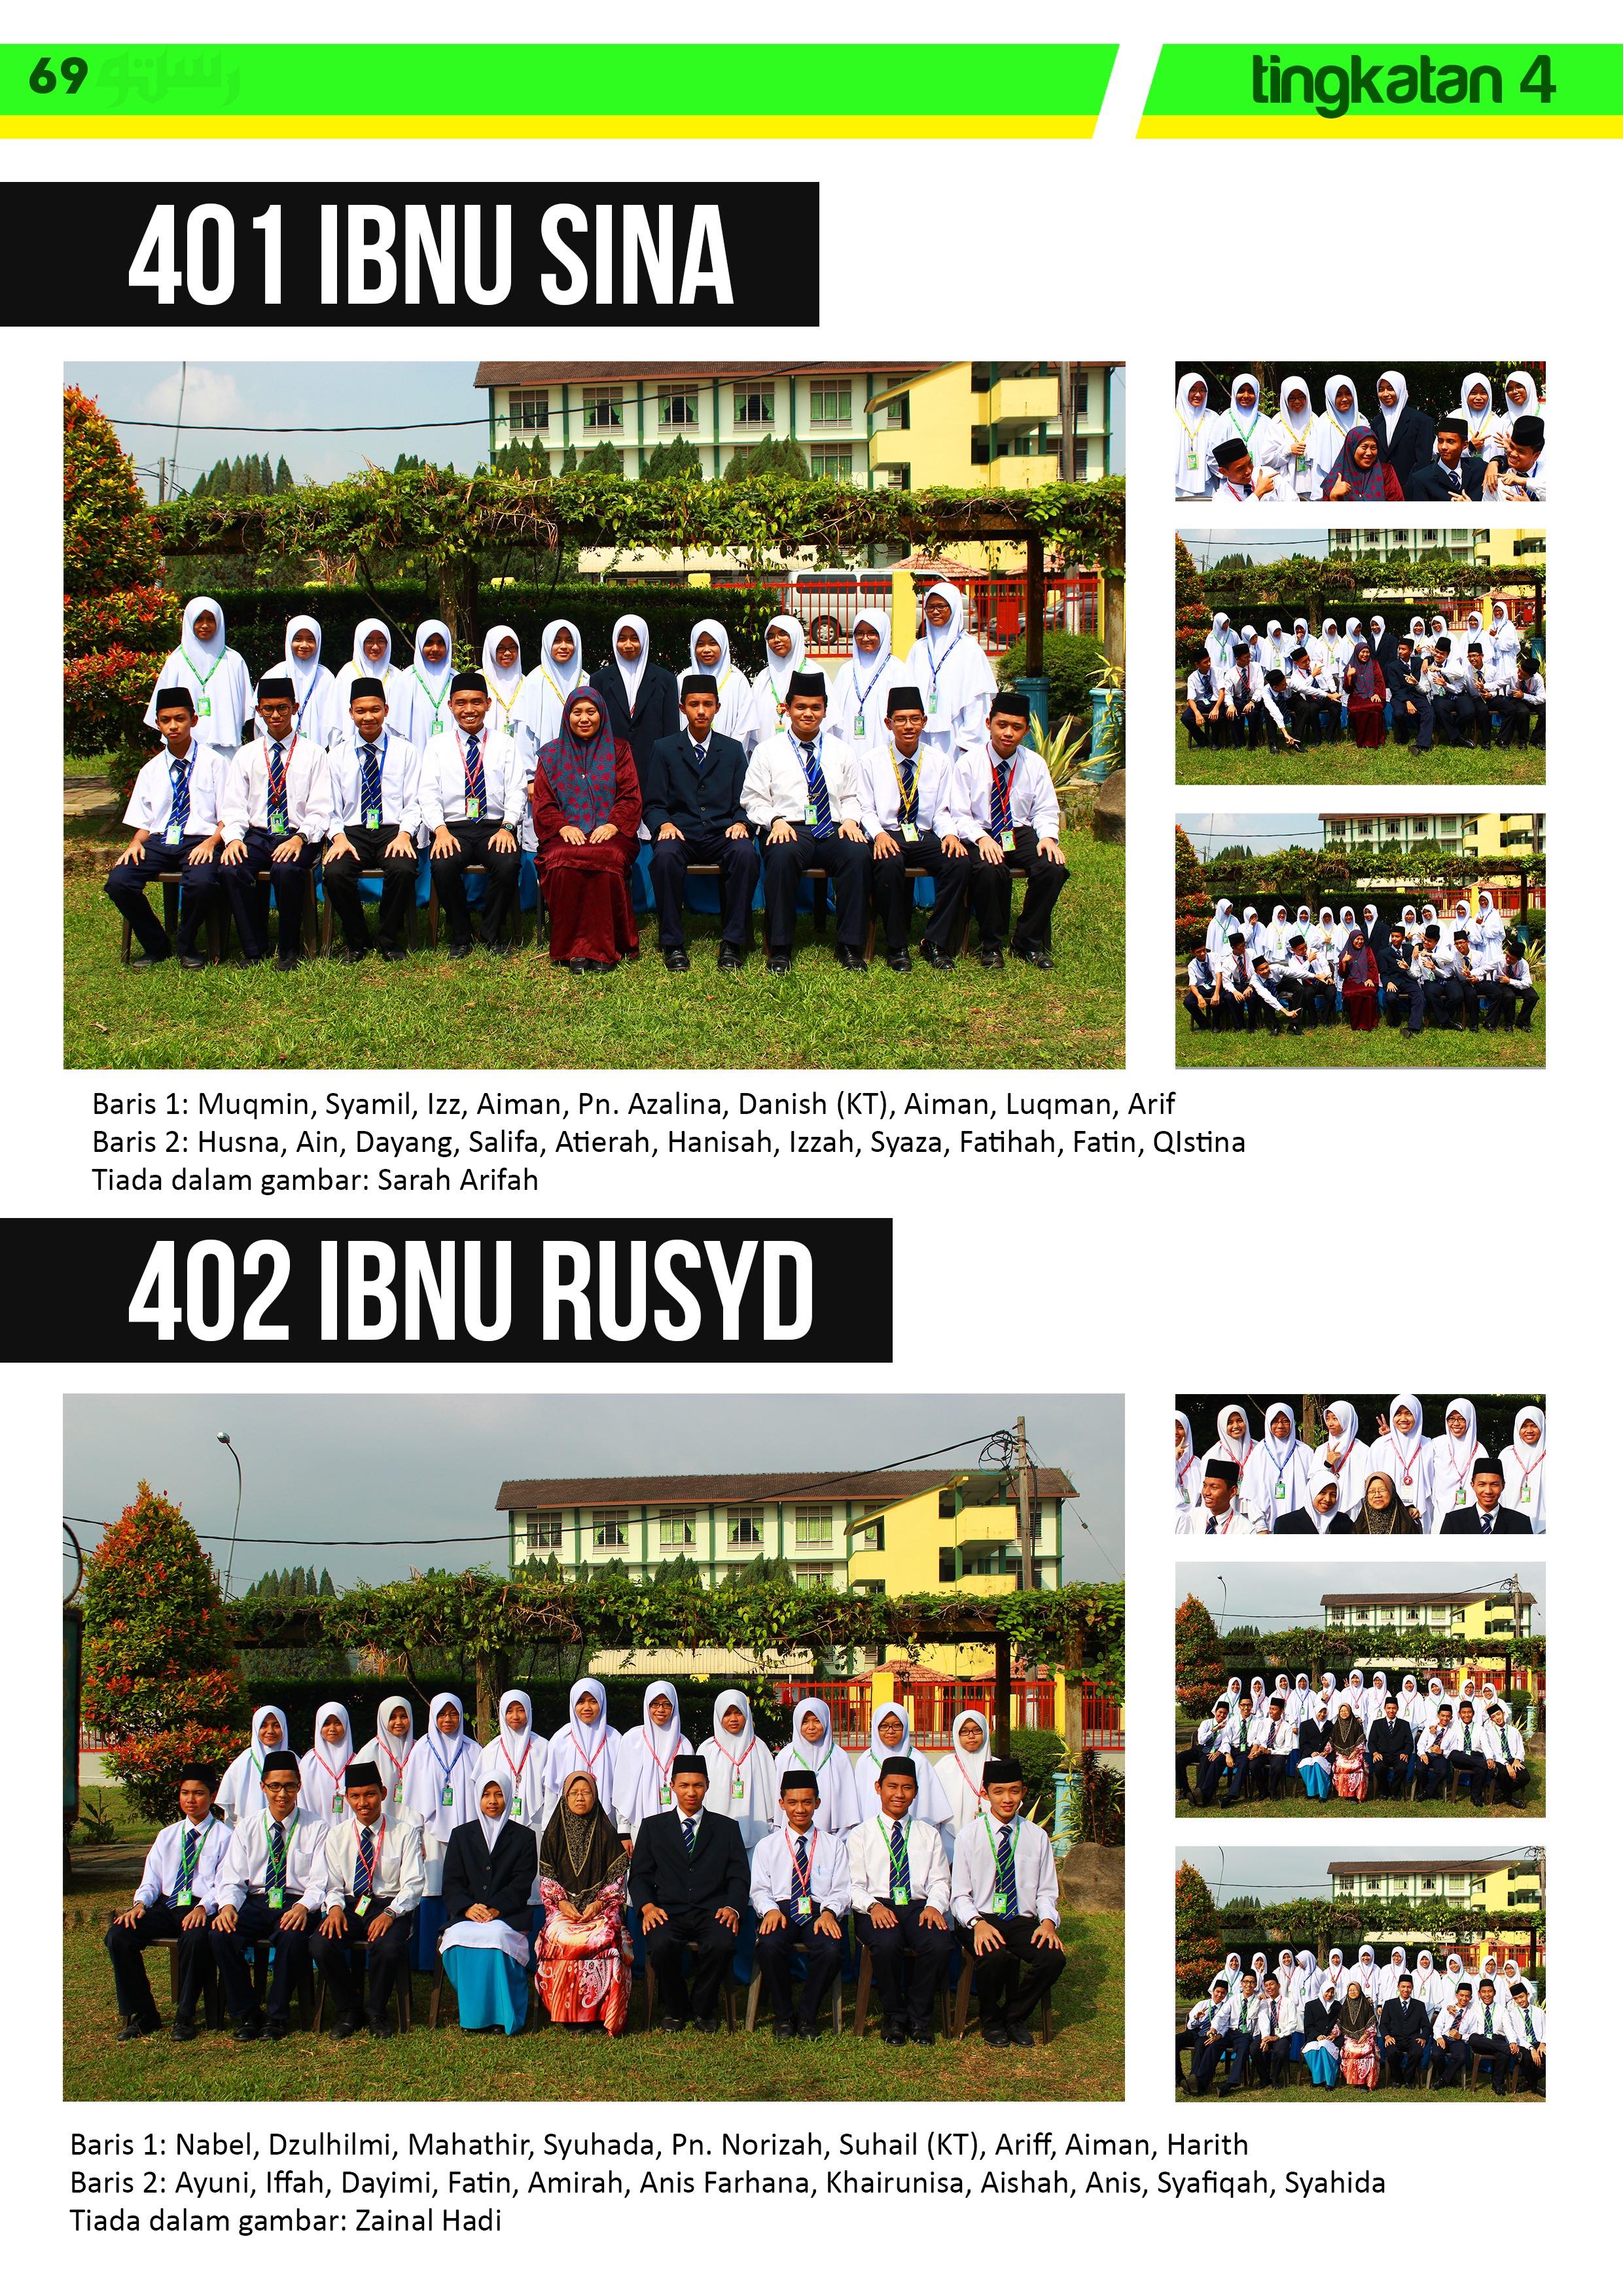 69 رستو
tingkatan 4
401 IBNU SINA
Baris 1: Muqmin, Syamil, Izz, Aiman, Pn. Azalina, Danish (KT), Aiman, Luqman, Arif
Baris 2: Husna, Ain, Dayang, Salifa, Atierah, Hanisah, Izzah, Syaza, Fatihah, Fatin, QIstina
Tiada dalam gambar: Sarah Arifah
402 IBNU RUSYD
Baris 1: Nabel, Dzulhilmi, Mahathir, Syuhada, Pn. Norizah, Suhail (KT), Ariff, Aiman, Harith
Baris 2: Ayuni, Iffah, Dayimi, Fatin, Amirah, Anis Farhana, Khairunisa, Aishah, Anis, Syafiqah, Syahida
Tiada dalam gambar: Zainal Hadi